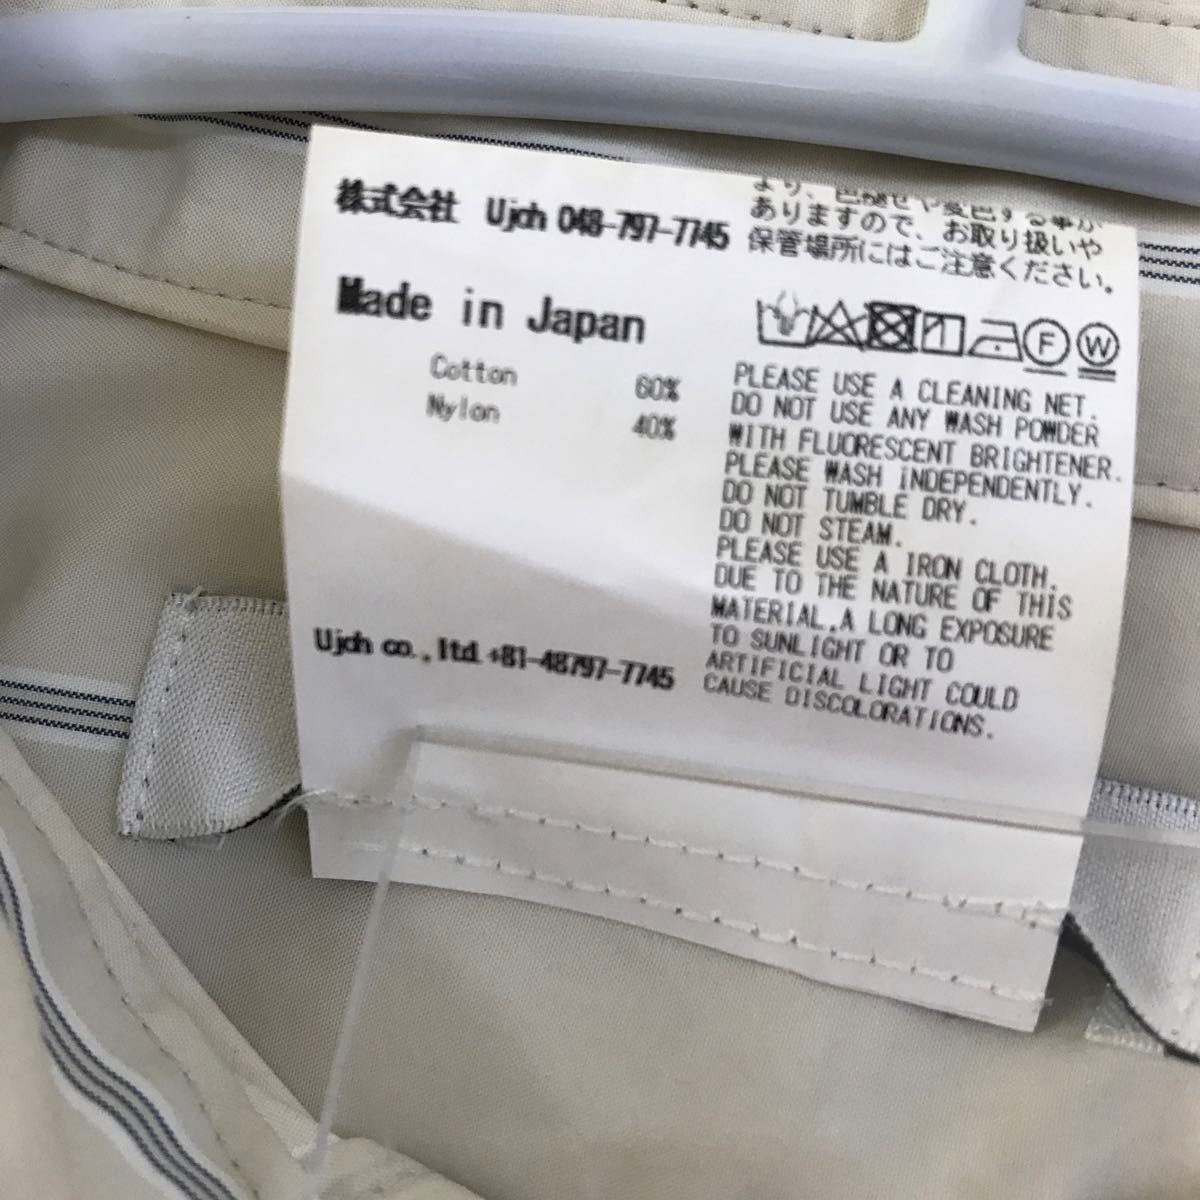 株式会社 Ujoh 048-797-7745
Made in Japan
Cotton 60%
Nylon 40%
Ujoh co.,ltd +81-48797-7745
より、色褪せや変色する事が
ありますので、お取り扱いや
保管場所にはご注意ください。
F W
PLEASE USE A CLEANING NET.
DO NOT USE ANY WASH POWDER
WITH FLUORESCENT BRIGHTENER.
PLEASE WASH INDEPENDENTLY.
DO NOT TUMBLE DRY.
DO NOT STEAM.
PLEASE USE A IRON CLOTH.
DUE TO THE NATURE OF THIS
MATERIAL.A LONG EXPOSURE
TO SUNLIGHT OR TO
ARTIFICIAL LIGHT COULD
CAUSE DISCOLORATIONS.